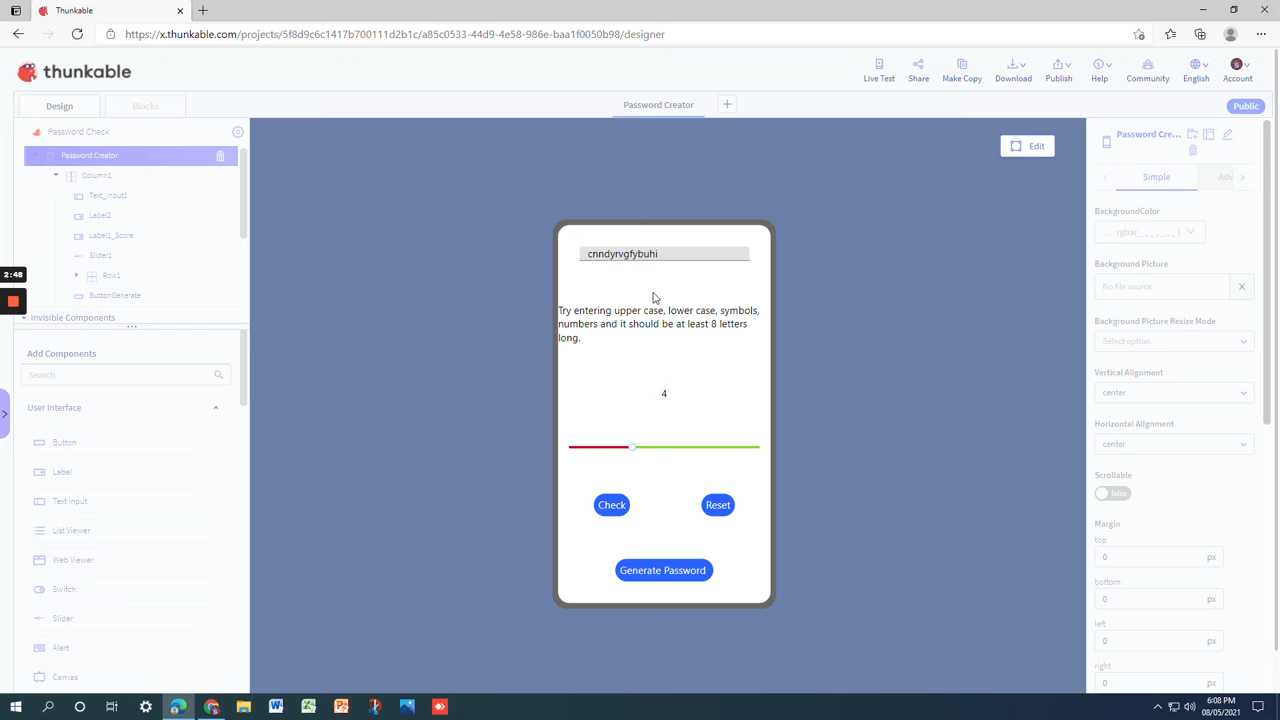 Thunkable
https://x.thunkable.com/projects/5f8d9c6c1417b700111d2b1c/a85c0533-44d9-4e58-986e-baa1f0050b98/designer
thunkable
Live Test
Share
Make Copy
Download
Publish
Help
Community
English
Account
Design
Blocks
Password Creator
Public
Password Check
Password Creator
Column1
Text_Input1
Label2
Label1_Score
Slider1
Row1
ButtonGenerate
Invisible Components
Add Components
Search
User Interface
Button
Label
Text Input
List Viewer
Web Viewer
Switch
Slider
Alert
Canvas
2:48
Edit
cnndyrvgfybuhi
Try entering upper case, lower case, symbols,
numbers and it should be at least 8 letters
long.
4
Check
Reset
Generate Password
Password Cre...
Simple
Adv
BackgroundColor
... rgba( _ , _ , _ , _ )
Background Picture
No file source.
Background Picture Resize Mode
Select option
Vertical Alignment
center
Horizontal Alignment
center
Scrollable
false
Margin
top
0 px
bottom
0 px
left
0 px
right
0 px
6:08 PM
08/05/2021